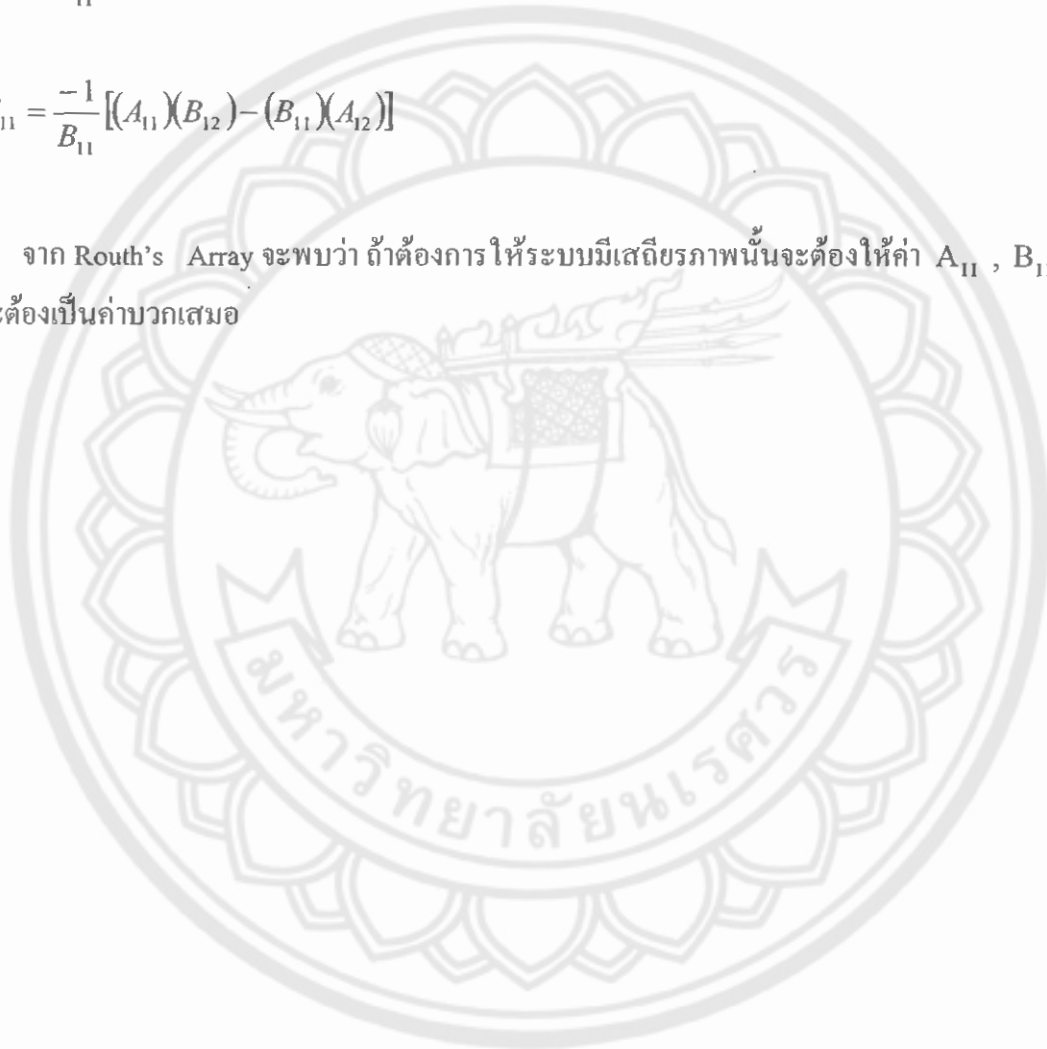 11
₁₁ = -1/B₁₁ [(A₁₁)(B₁₂)-(B₁₁)(A₁₂)]
จาก Routh's Array จะพบว่า ถ้าต้องการให้ระบบมีเสถียรภาพนั้นจะต้องให้ค่า A₁₁ , B₁
ต้องเป็นค่าบวกเสมอ
มหาวิทยาลัยนเรศวร